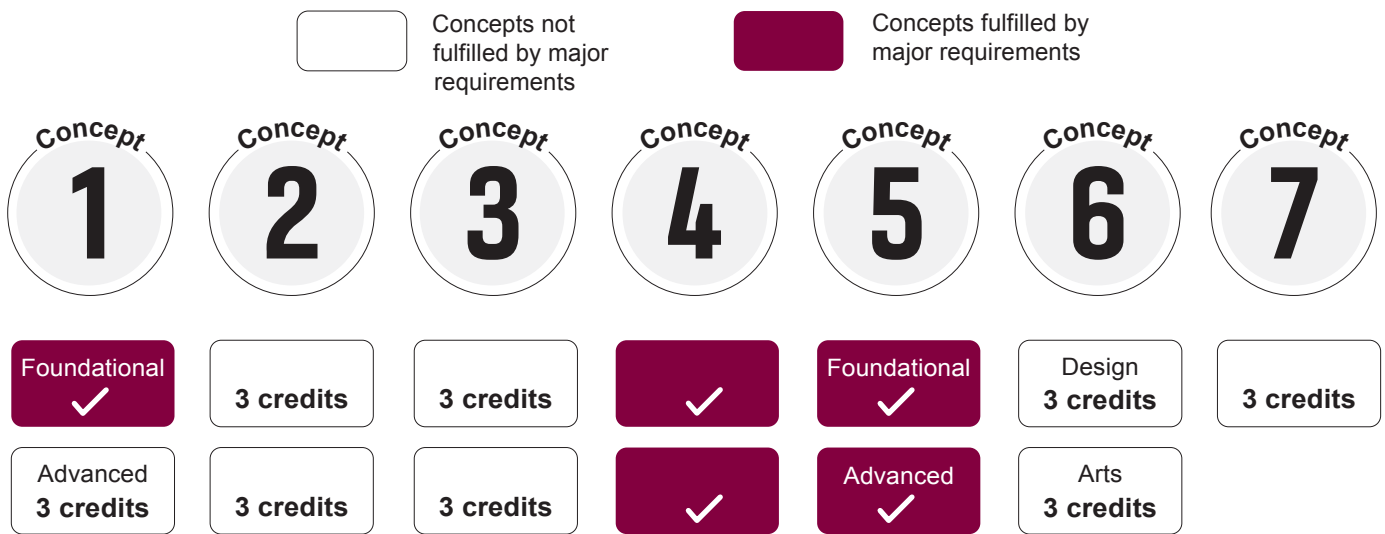 Concepts not
fulfilled by major
requirements
Concepts fulfilled by
major requirements
Concept Concept Concept Concept Concept Concept Concept
1 2 3 4 5 6 7
Foundational Foundational Design
✓ 3 credits 3 credits ✓ ✓ 3 credits 3 credits
Advanced Advanced Arts
3 credits 3 credits 3 credits ✓ ✓ 3 credits